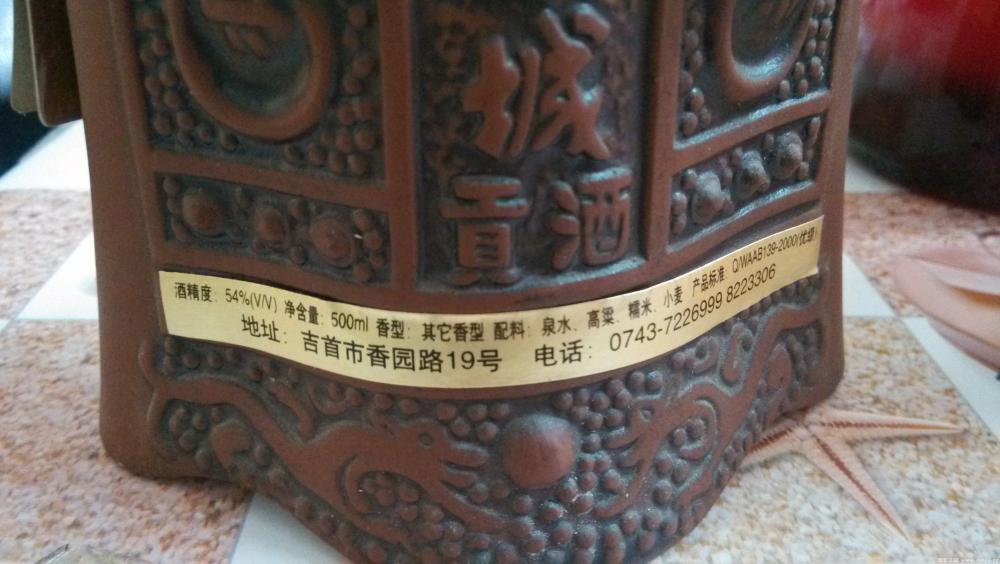 城
贡酒
酒精度: 54%(V/V) 净含量: 500ml 香型: 其它香型 配料: 泉水、高粱、糯米、小麦 产品标准: Q/WAAB139-2000(优级)
地址: 吉首市香园路19号 电话: 0743-7226999 8223306